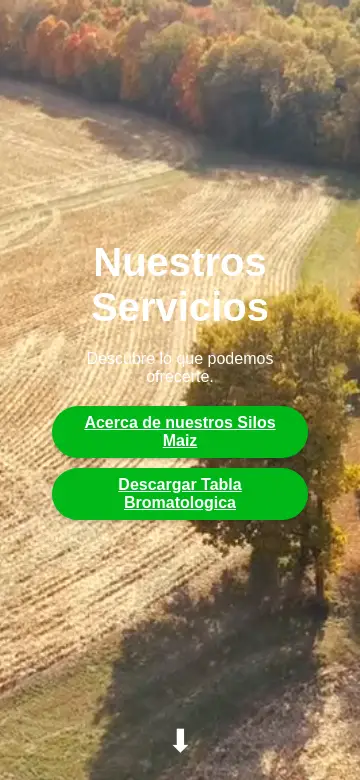 Nuestros
Servicios
Descubre lo que podemos
ofrecerte.
Acerca de nuestros Silos
Maiz
Descargar Tabla
Bromatologica